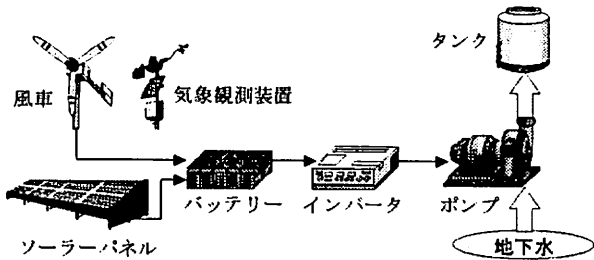 タンク
風車
気象観測装置
バッテリー
インバータ
ポンプ
ソーラーパネル
地下水